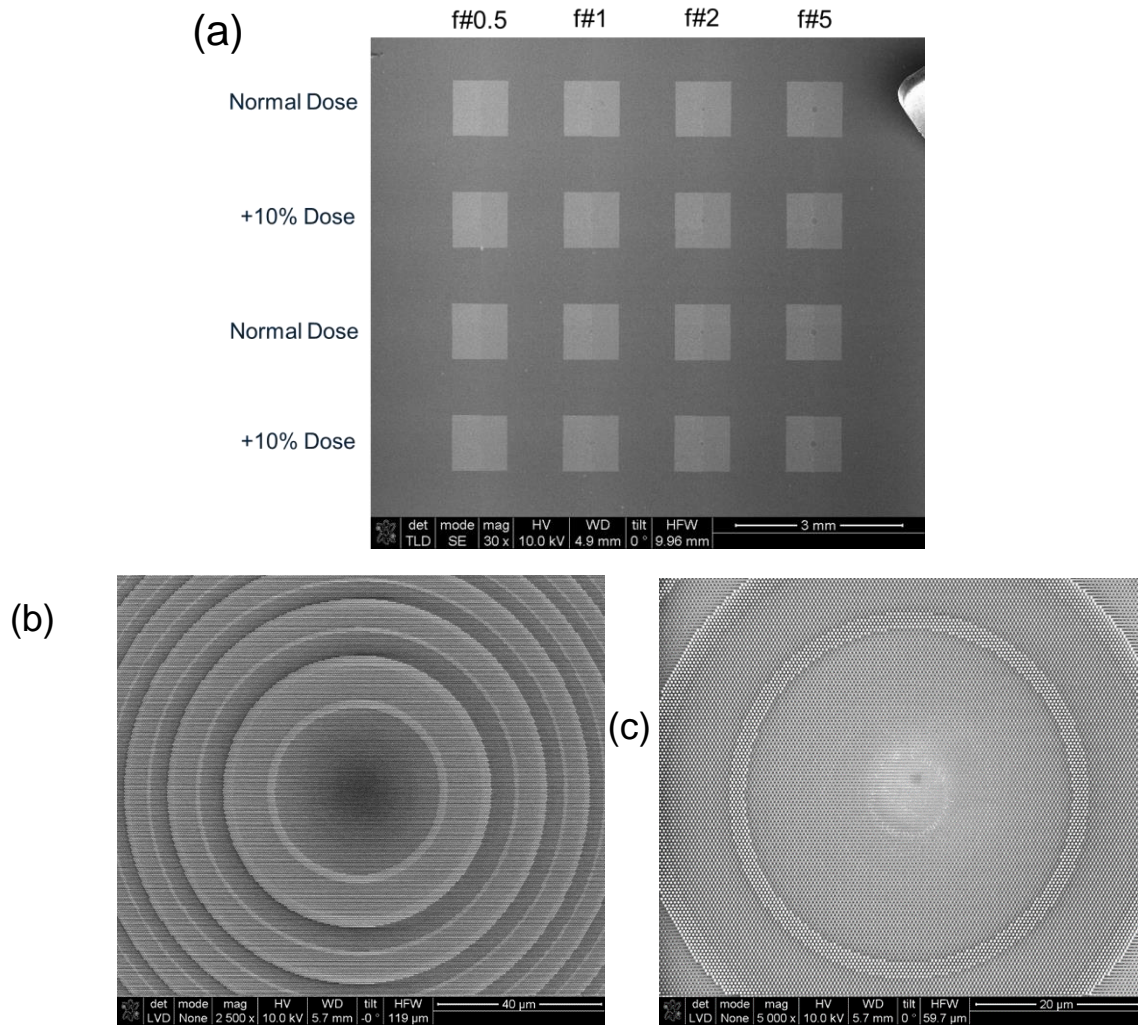 (a)
f#0.5 f#1 f#2 f#5
Normal Dose
+10% Dose
Normal Dose
+10% Dose
det mode mag HV WD tilt HFW 3 mm
TLD SE 30 x 10.0 kV 4.9 mm 0 ° 9.96 mm
(b)
det mode mag HV WD tilt HFW 40 µm
LVD None 2 500 x 10.0 kV 5.7 mm -0 ° 119 µm
(c)
det mode mag HV WD tilt HFW 20 µm
LVD None 5 000 x 10.0 kV 5.7 mm 0 ° 59.7 µm